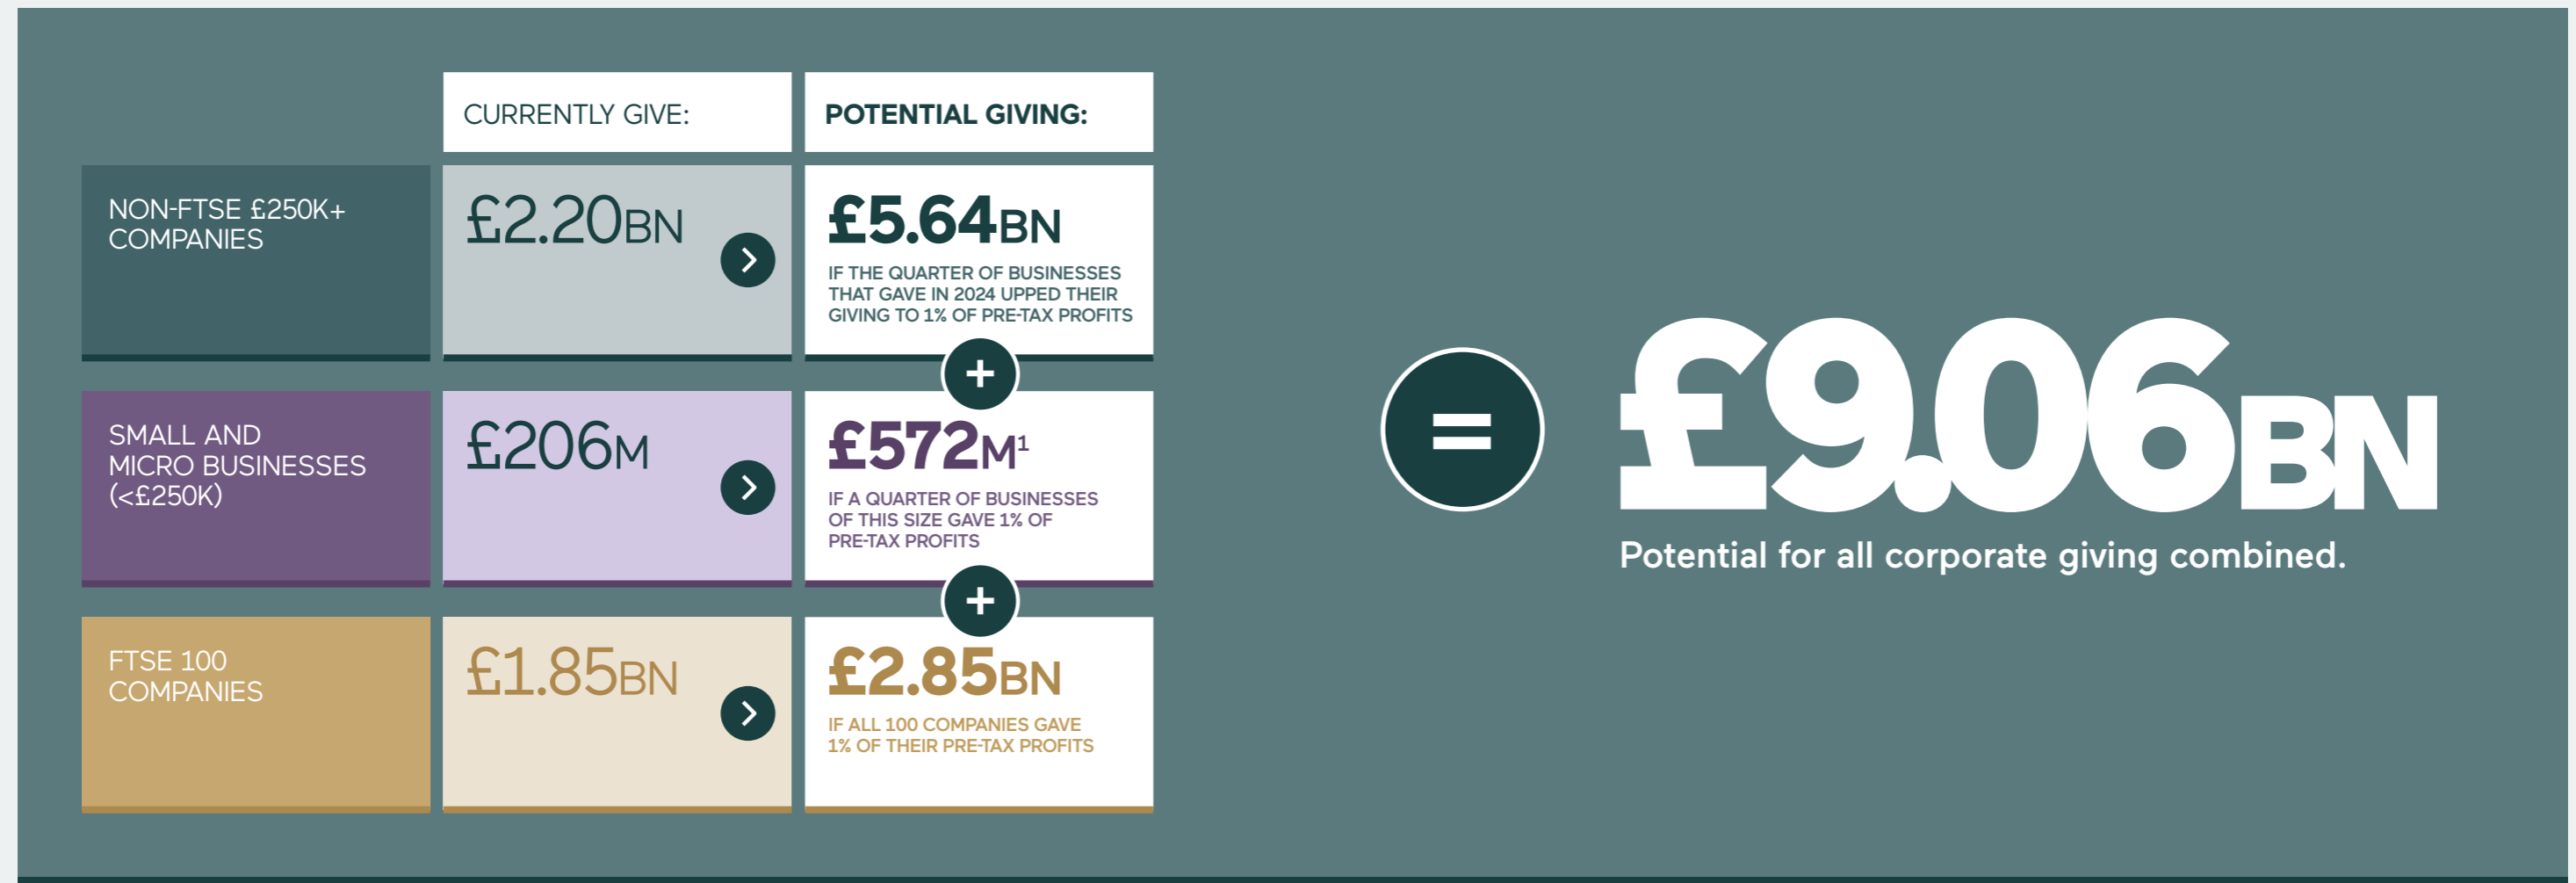 CURRENTLY GIVE:
POTENTIAL GIVING:
NON-FTSE £250K+
COMPANIES
£2.20BN
£5.64BN
IF THE QUARTER OF BUSINESSES
THAT GAVE IN 2024 UPPED THEIR
GIVING TO 1% OF PRE-TAX PROFITS
+
SMALL AND
MICRO BUSINESSES
(<£250K)
£206M
£572M¹
IF A QUARTER OF BUSINESSES
OF THIS SIZE GAVE 1% OF
PRE-TAX PROFITS
+
FTSE 100
COMPANIES
£1.85BN
£2.85BN
IF ALL 100 COMPANIES GAVE
1% OF THEIR PRE-TAX PROFITS
=
£9.06BN
Potential for all corporate giving combined.